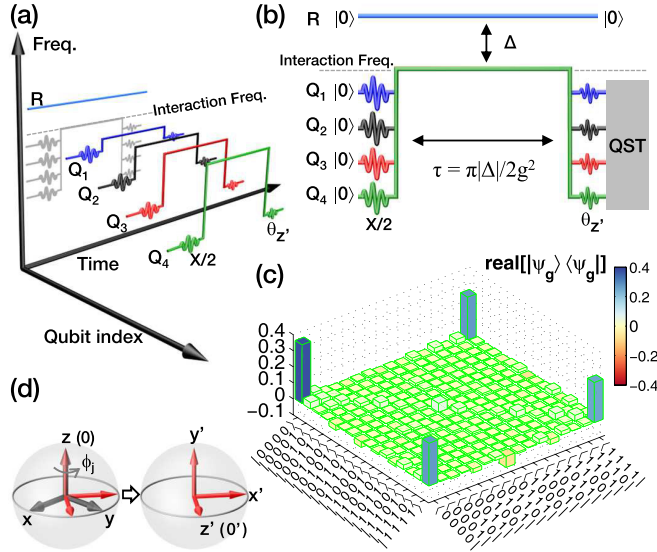 (a)
Freq.
R
Interaction Freq.
Q1
Q2
Q3
Q4
X/2
θz'
Time
Qubit index
(b)
R |0⟩ |0⟩
Δ
Interaction Freq.
Q1 |0⟩
Q2 |0⟩
Q3 |0⟩
Q4 |0⟩
τ = π|Δ|/2g²
QST
X/2
θz'
(c)
real[|ψg⟩ ⟨ψg|]
0.4
0.3
0.2
0.1
0
−0.1
0.4
0.2
0
−0.2
−0.4
(d)
z (0)
ϕj
x
y
y'
x'
z' (0')